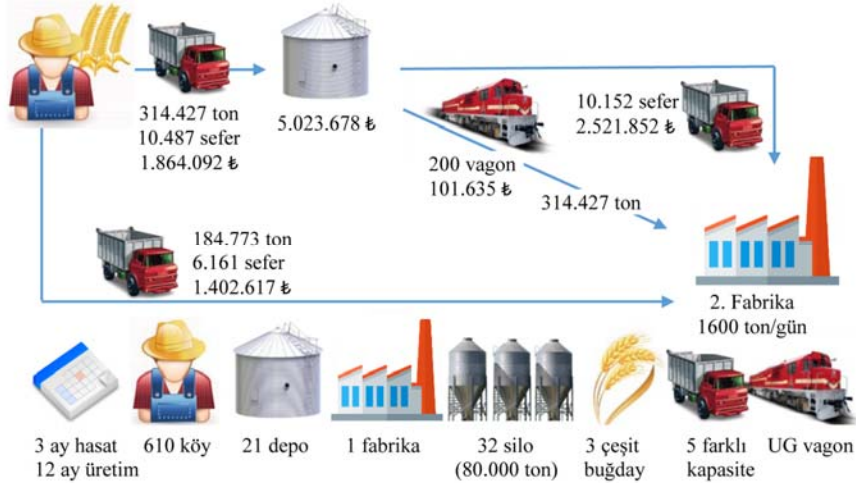 314.427 ton
10.487 sefer
1.864.092 ₺
5.023.678 ₺
200 vagon
101.635 ₺
10.152 sefer
2.521.852 ₺
314.427 ton
184.773 ton
6.161 sefer
1.402.617 ₺
2. Fabrika
1600 ton/gün
3 ay hasat
12 ay üretim
610 köy
21 depo
1 fabrika
32 silo
(80.000 ton)
3 çeşit
buğday
5 farklı
kapasite
UG vagon